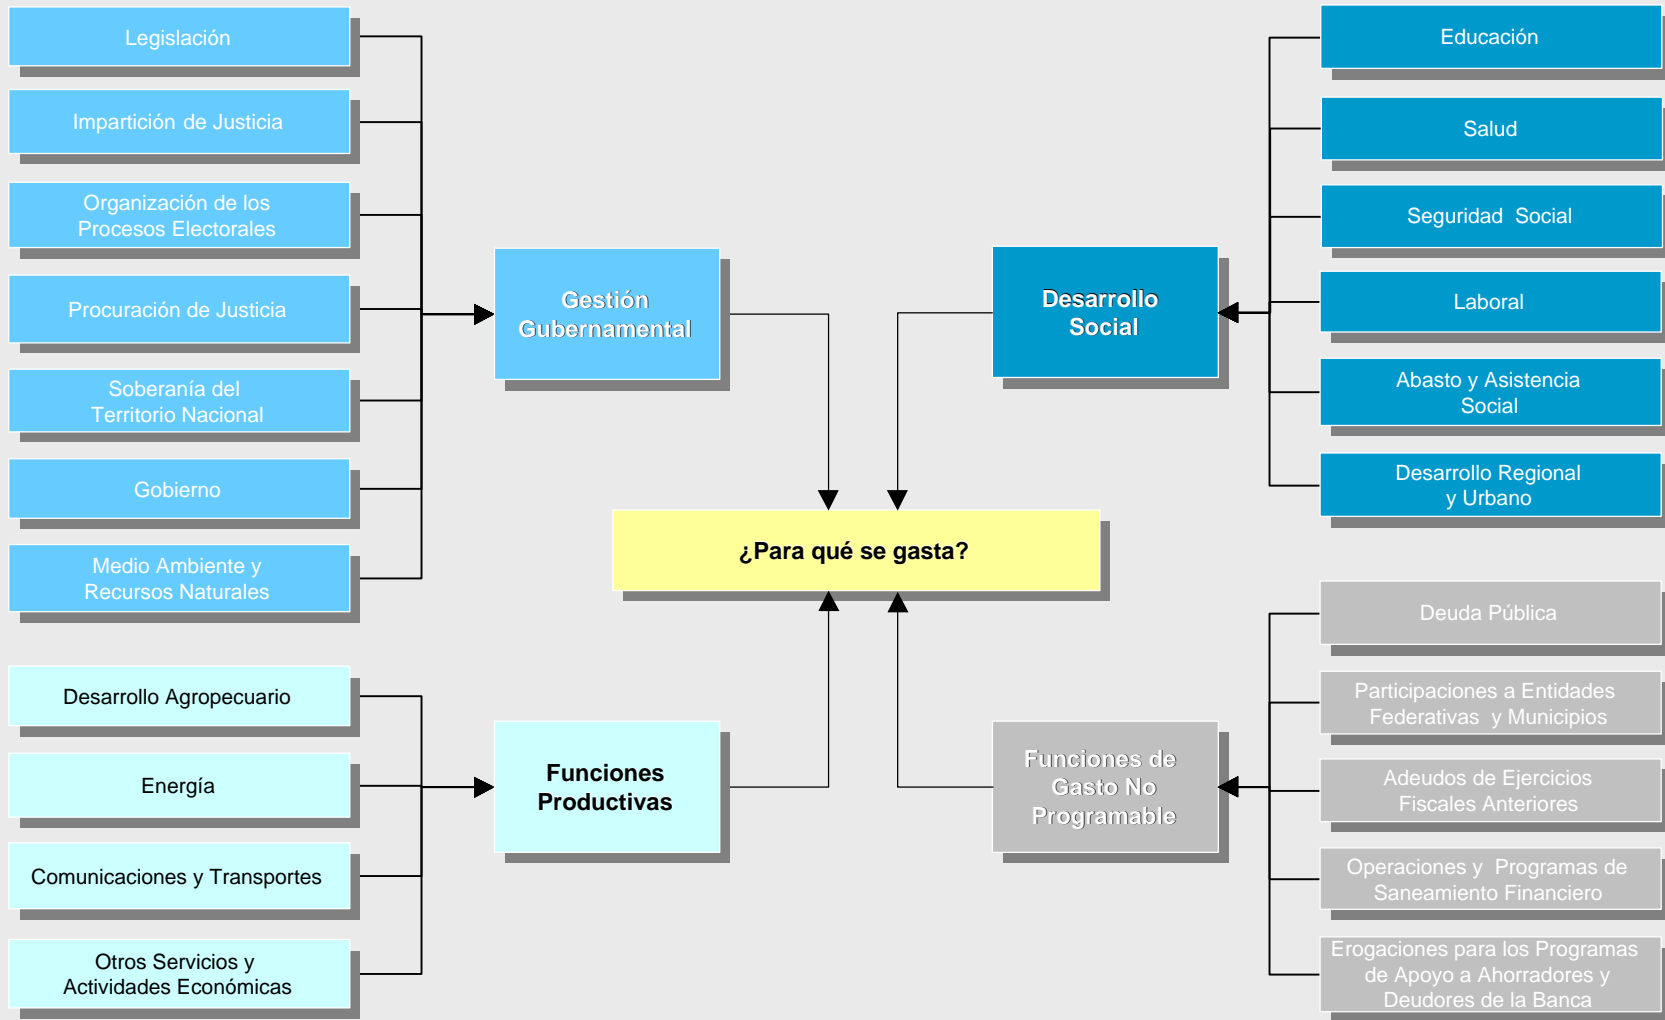 Legislación
Impartición de Justicia
Organización de los
Procesos Electorales
Procuración de Justicia
Soberanía del
Territorio Nacional
Gobierno
Medio Ambiente y
Recursos Naturales
Gestión
Gubernamental
Desarrollo
Social
Educación
Salud
Seguridad Social
Laboral
Abasto y Asistencia
Social
Desarrollo Regional
y Urbano
¿Para qué se gasta?
Desarrollo Agropecuario
Energía
Comunicaciones y Transportes
Otros Servicios y
Actividades Económicas
Funciones
Productivas
Funciones de
Gasto No
Programable
Deuda Pública
Participaciones a Entidades
Federativas y Municipios
Adeudos de Ejercicios
Fiscales Anteriores
Operaciones y Programas de
Saneamiento Financiero
Erogaciones para los Programas
de Apoyo a Ahorradores y
Deudores de la Banca